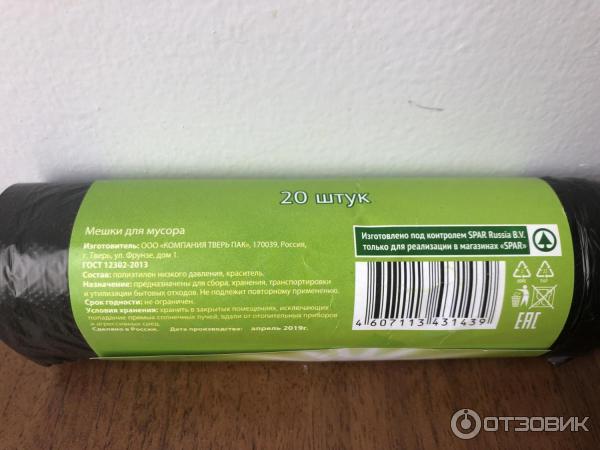 20 штук
Мешки для мусора
Изготовитель: ООО «КОМПАНИЯ ТВЕРЬ ПАК», 170039, Россия,
г. Тверь, ул. Фрунзе, дом 1.
ГОСТ 12302-2013
Состав: полиэтилен низкого давления, краситель.
Назначение: предназначены для сбора, хранения, транспортировки
и утилизации бытовых отходов. Не подлежит повторному применению.
Срок годности: не ограничен.
Условия хранения: хранить в закрытых помещениях, исключающих
попадание прямых солнечных лучей, вдали от отопительных приборов
и агрессивных сред.
Сделано в России. Дата производства: апрель 2019г.
Изготовлено под контролем SPAR Russia B.V.
только для реализации в магазинах «SPAR»
4 607113 431439
EAC
ОТЗОВИК